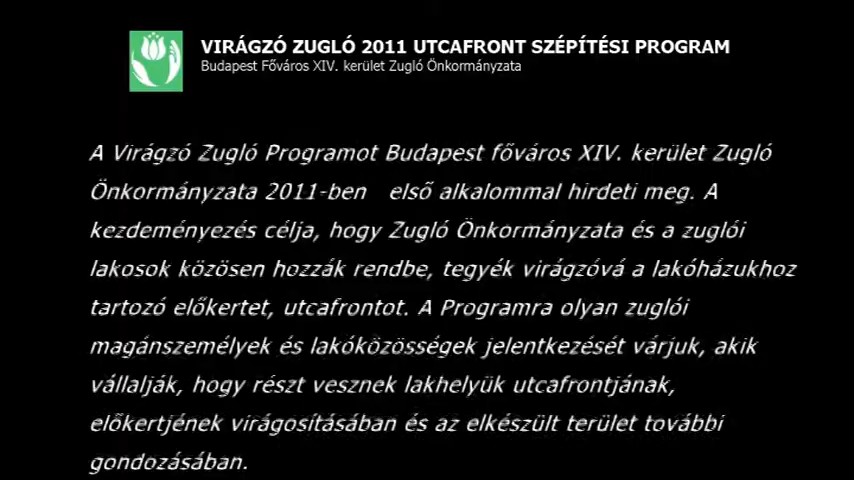 VIRÁGZÓ ZUGLÓ 2011 UTCAFRONT SZÉPÍTÉSI PROGRAM
Budapest Főváros XIV. kerület Zugló Önkormányzata
A Virágzó Zugló Programot Budapest főváros XIV. kerület Zugló
Önkormányzata 2011-ben első alkalommal hirdeti meg. A
kezdeményezés célja, hogy Zugló Önkormányzata és a zuglói
lakosok közösen hozzák rendbe, tegyék virágzóvá a lakóházukhoz
tartozó előkertet, utcafrontot. A Programra olyan zuglói
magánszemélyek és lakóközösségek jelentkezését várjuk, akik
vállalják, hogy részt vesznek lakhelyük utcafrontjának,
előkertjének virágosításában és az elkészült terület további
gondozásában.